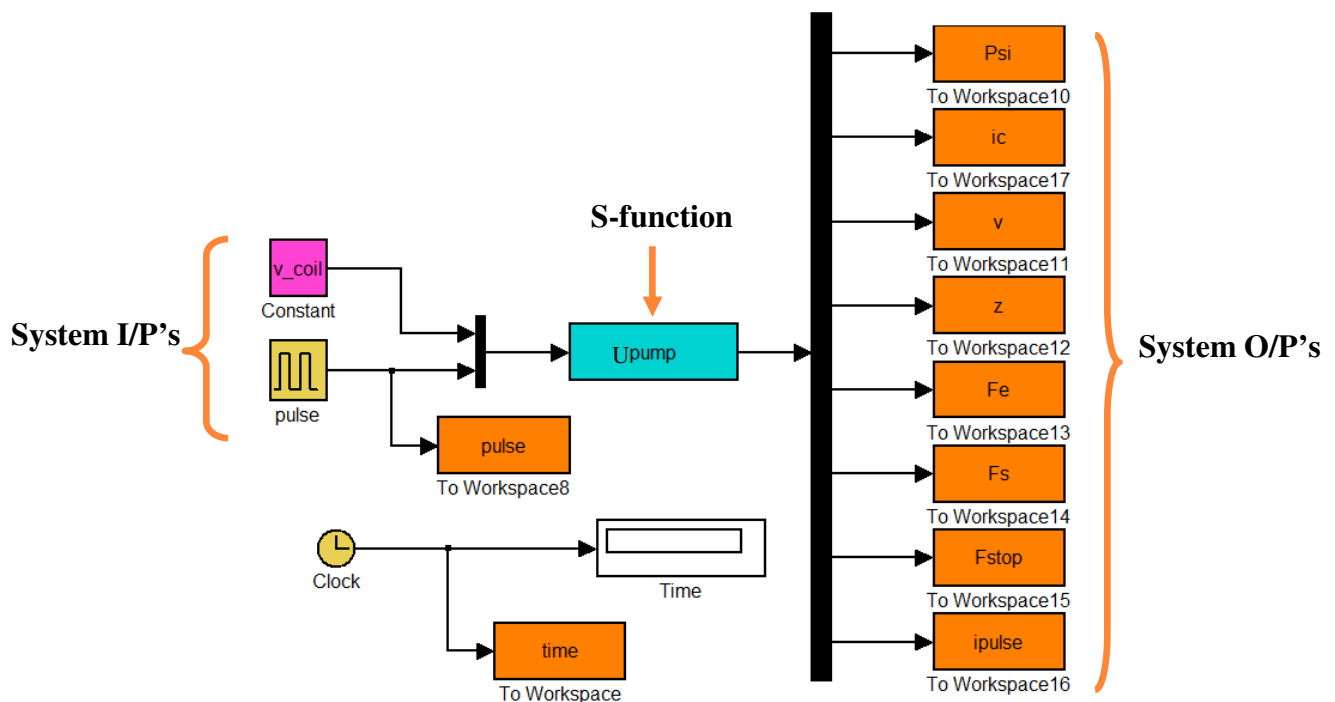 System I/P's
v_coil
Constant
pulse
pulse
To Workspace8
Clock
Time
time
To Workspace
S-function
Upump
Psi
To Workspace10
ic
To Workspace17
v
To Workspace11
z
To Workspace12
Fe
To Workspace13
Fs
To Workspace14
Fstop
To Workspace15
ipulse
To Workspace16
System O/P's